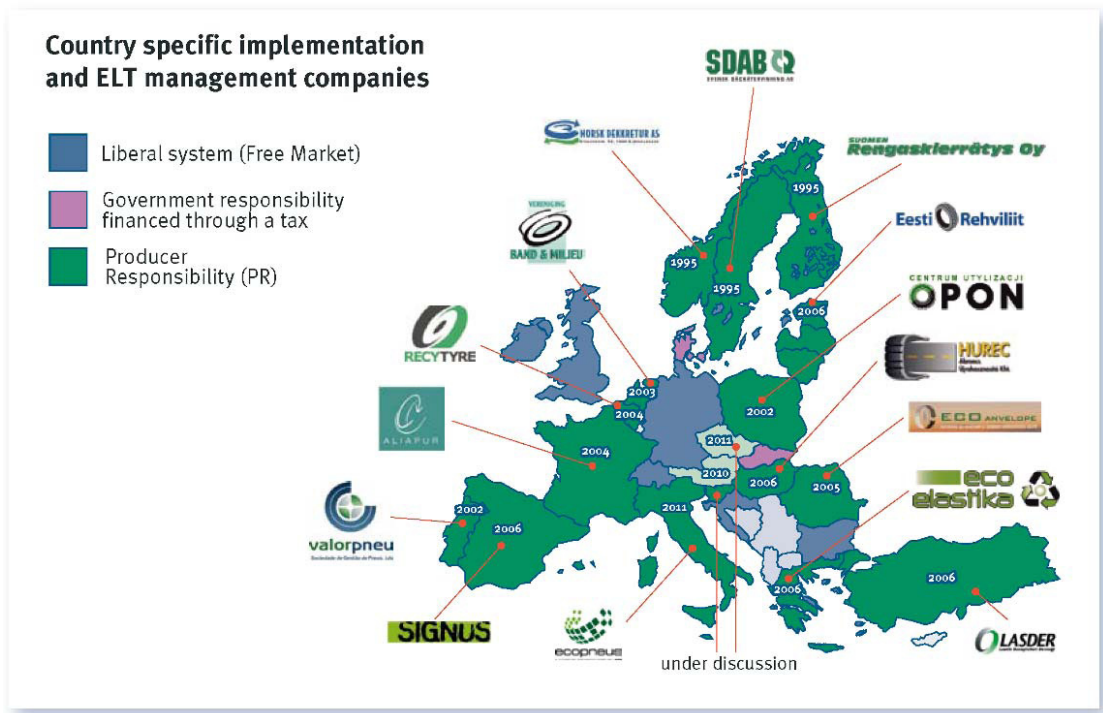 Country specific implementation
and ELT management companies
Liberal system (Free Market)
Government responsibility
financed through a tax
Producer
Responsibility (PR)
SDAB
SVENSK DÄCKÅTERVINNING AB
NORSK DEKKRETUR AS
SUOMEN
Rengaskierrätys Oy
VERENIGING
BAND & MILIEU
Eesti Rehviliit
CENTRUM UTYLIZACJI
OPON
RECYTYRE
HUREC
ALIAPUR
ECO ANVELOPE
eco
elastika
valorpneu
SIGNUS
ecopneus
LASDER
under discussion
1995
1995
1995
2006
2003
2004
2002
2004
2011
2010
2006
2005
2002
2006
2011
2006
2006